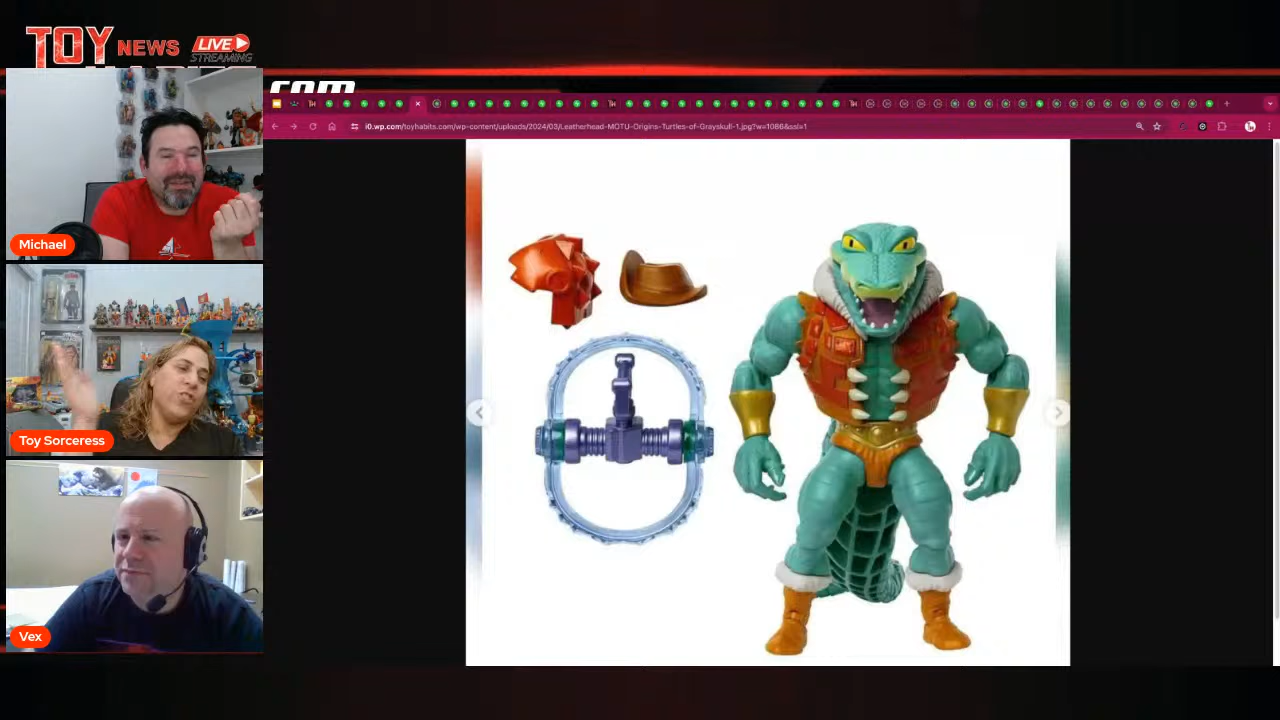 TOY NEWS LIVE
STREAMING
.com
i0.wp.com/toyhabits.com/wp-content/uploads/2024/03/Leatherhead-MOTU-Origins-Turtles-of-Grayskull-1.jpg?w=1086&ssl=1
Michael
Toy Sorceress
Vex